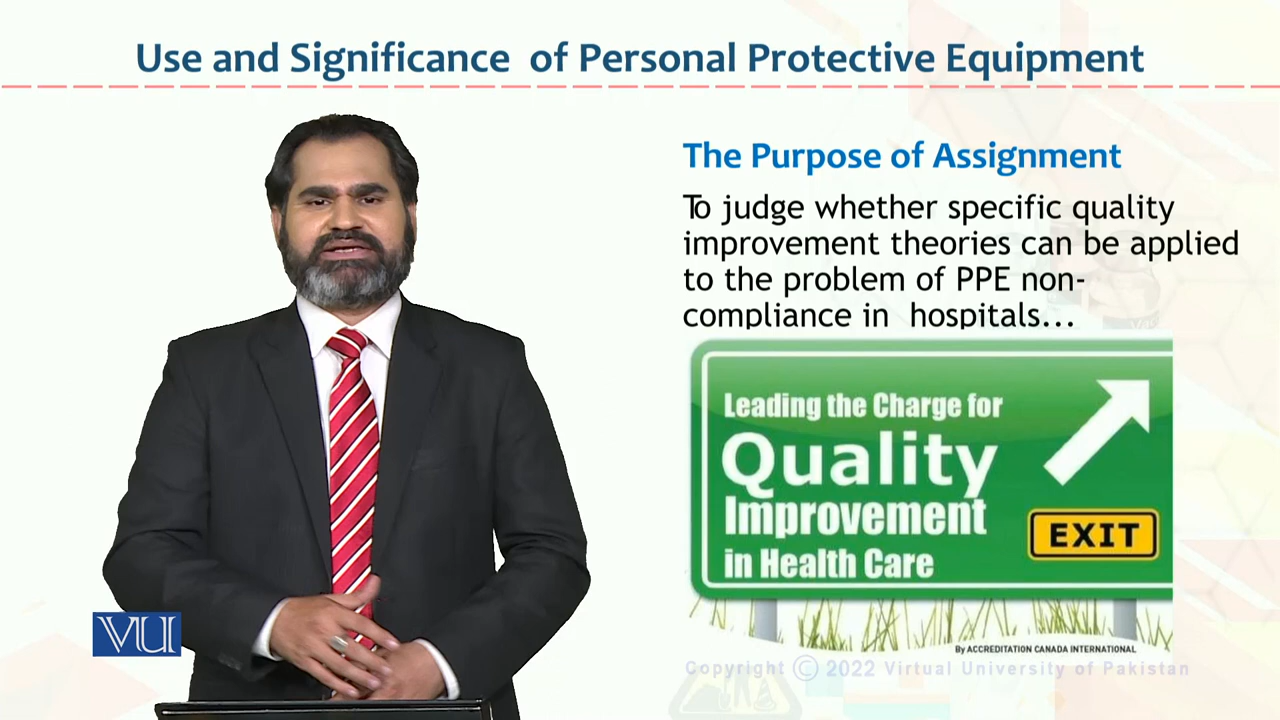 Use and Significance of Personal Protective Equipment
The Purpose of Assignment
To judge whether specific quality
improvement theories can be applied
to the problem of PPE non-
compliance in hospitals...
Leading the Charge for
Quality
Improvement
in Health Care
EXIT
By ACCREDITATION CANADA INTERNATIONAL
VU
Copyright © 2022 Virtual University of Pakistan